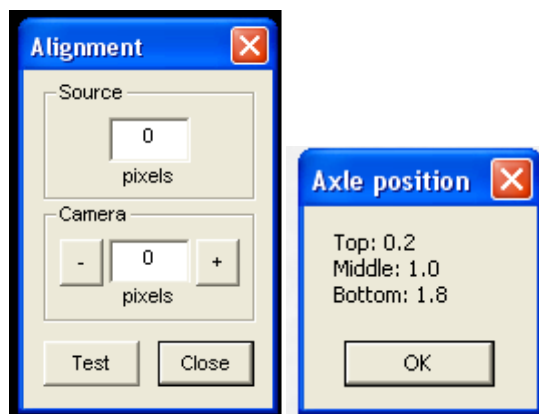 Alignment
Source
0
pixels
Camera
- 0 +
pixels
Test Close
Axle position
Top: 0.2
Middle: 1.0
Bottom: 1.8
OK